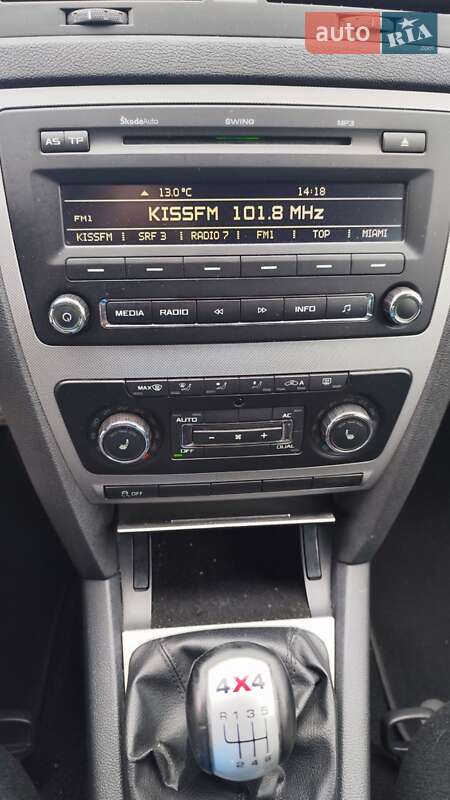 auto RIA.com
ŠkodaAuto SWING MP3
AS TP
13.0°C 14:18
FM1 KISSFM 101.8 MHz
KISSFM SRF 3 RADIO 7 FM1 TOP MIAMI
MEDIA RADIO INFO
MAX A
AUTO AC
- +
OFF DUAL
OFF
4X4
R 1 3 5
2 4 6